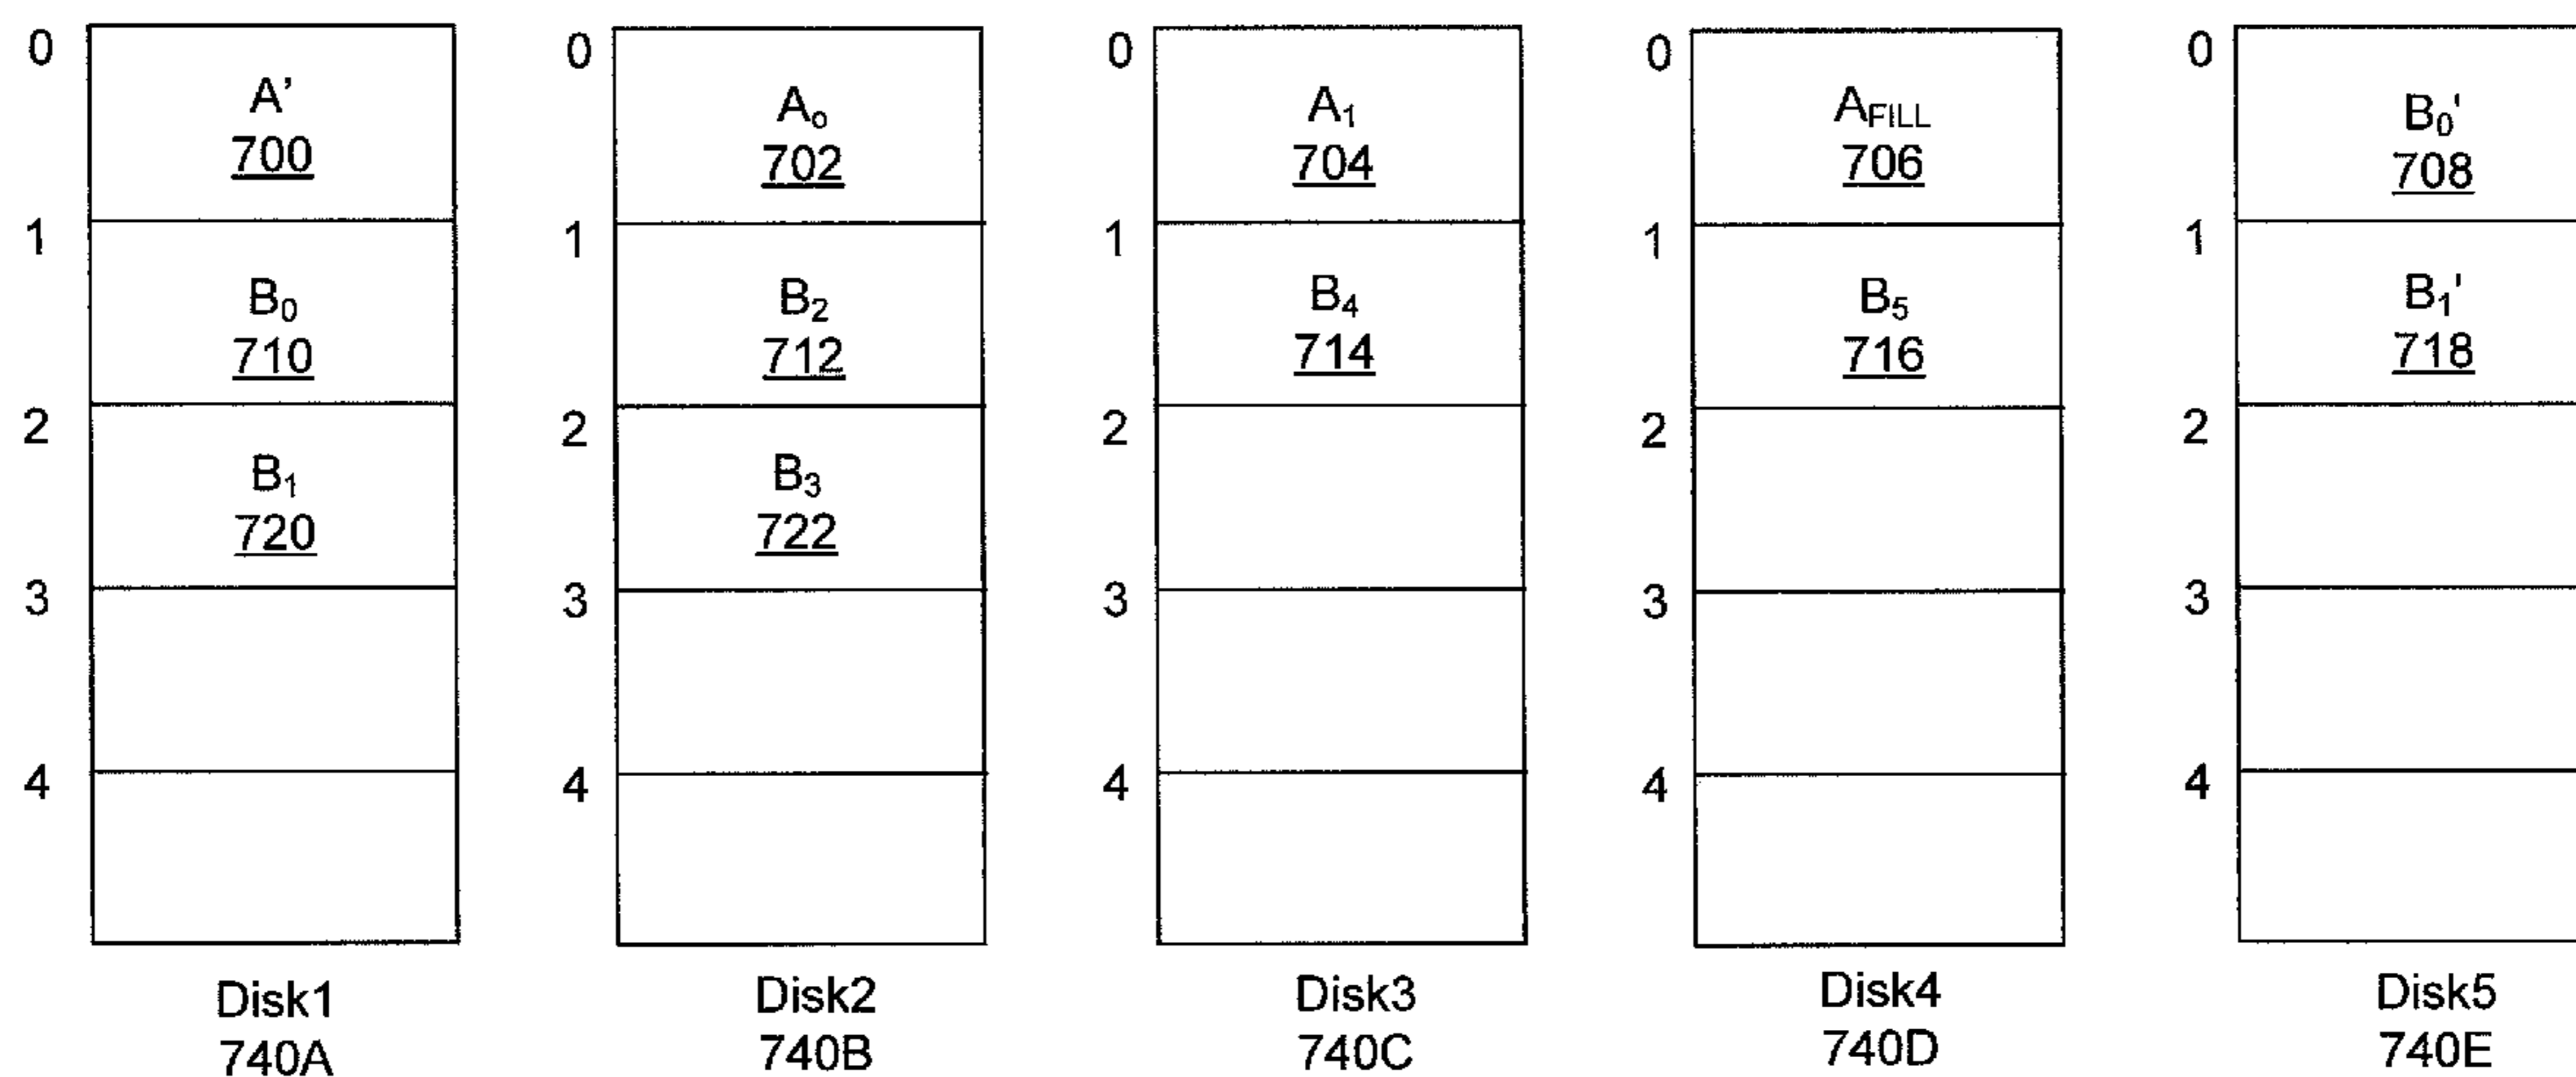 0
A'
700
1
B₀
710
2
B₁
720
3
4
Disk1
740A
0
Aₒ
702
1
B₂
712
2
B₃
722
3
4
Disk2
740B
0
A₁
704
1
B₄
714
2
3
4
Disk3
740C
0
A_FILL
706
1
B₅
716
2
3
4
Disk4
740D
0
B₀'
708
1
B₁'
718
2
3
4
Disk5
740E